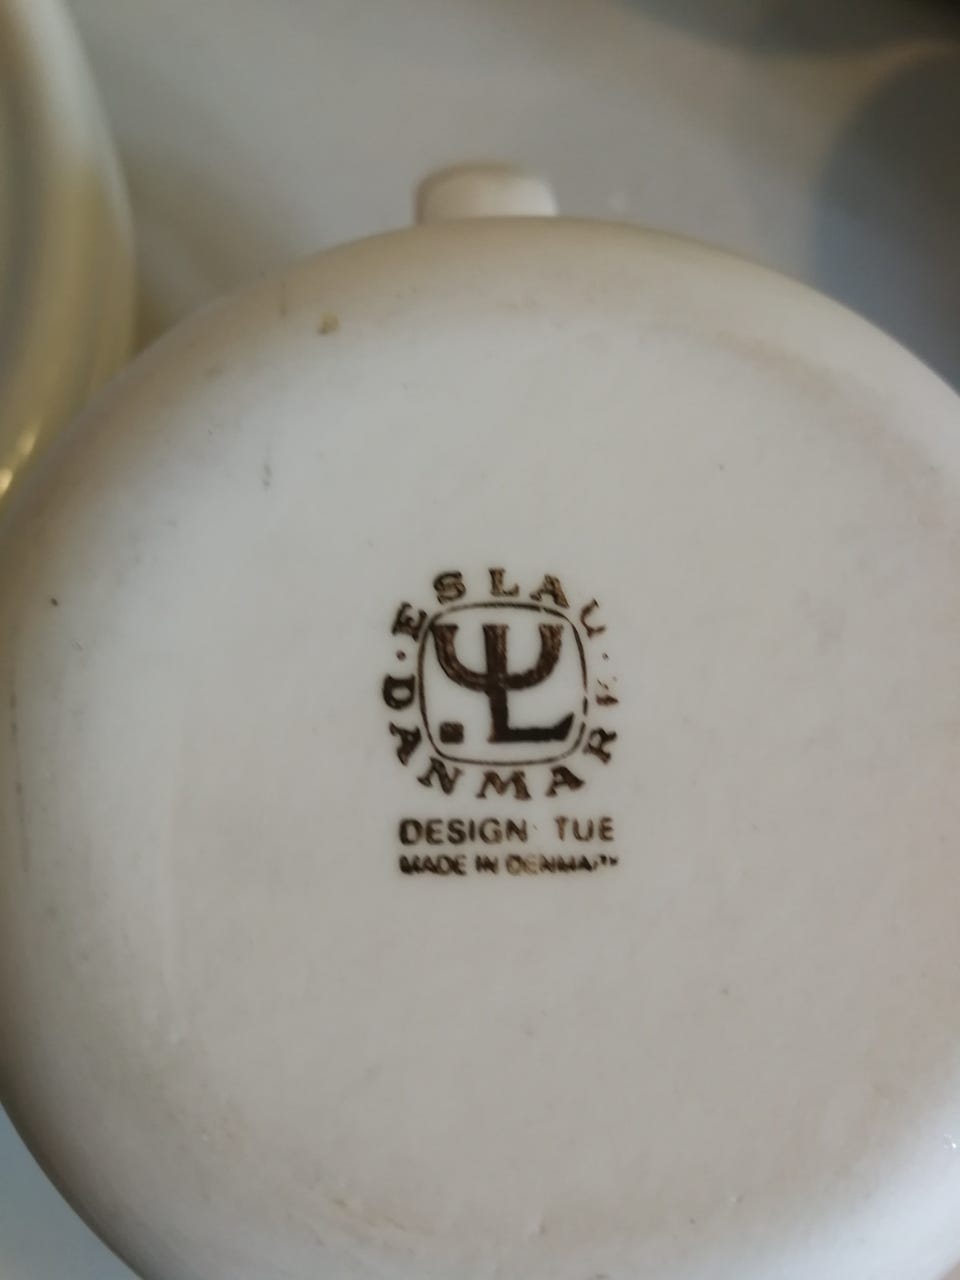 ESLAU · DANMARK
L
DESIGN TUE
MADE IN DENMARK